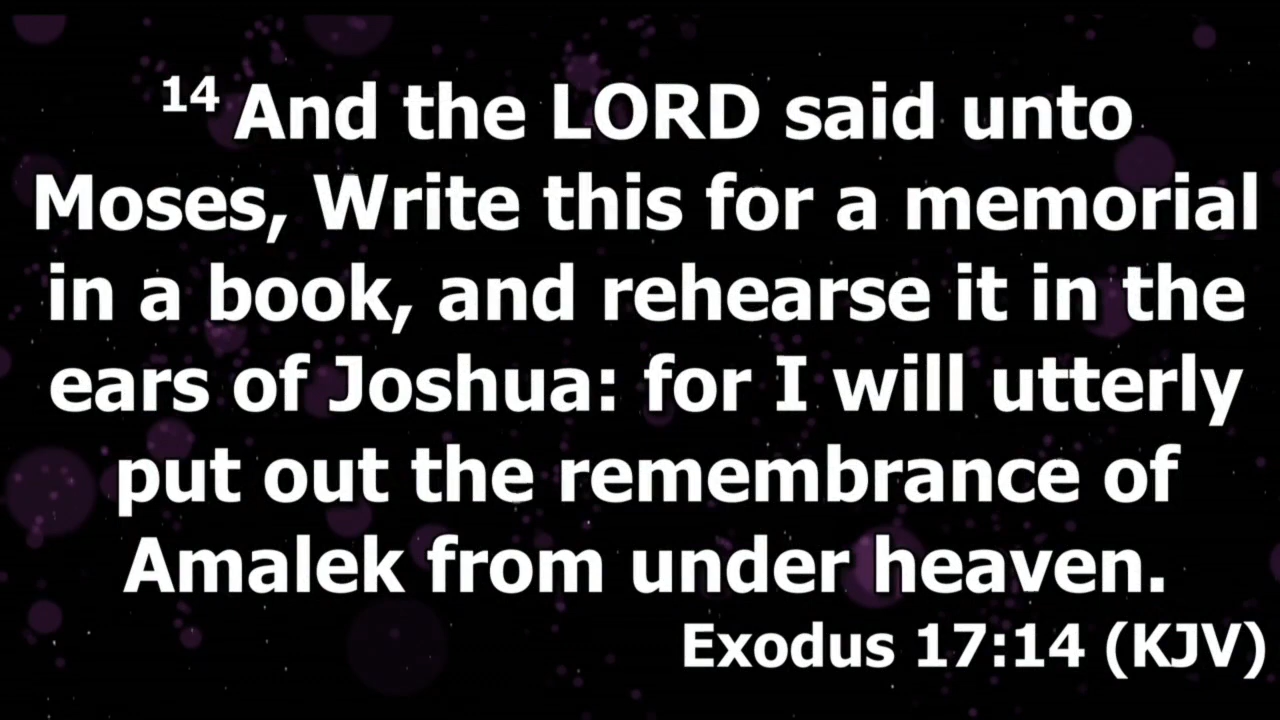 14 And the LORD said unto
Moses, Write this for a memorial
in a book, and rehearse it in the
ears of Joshua: for I will utterly
put out the remembrance of
Amalek from under heaven.
Exodus 17:14 (KJV)